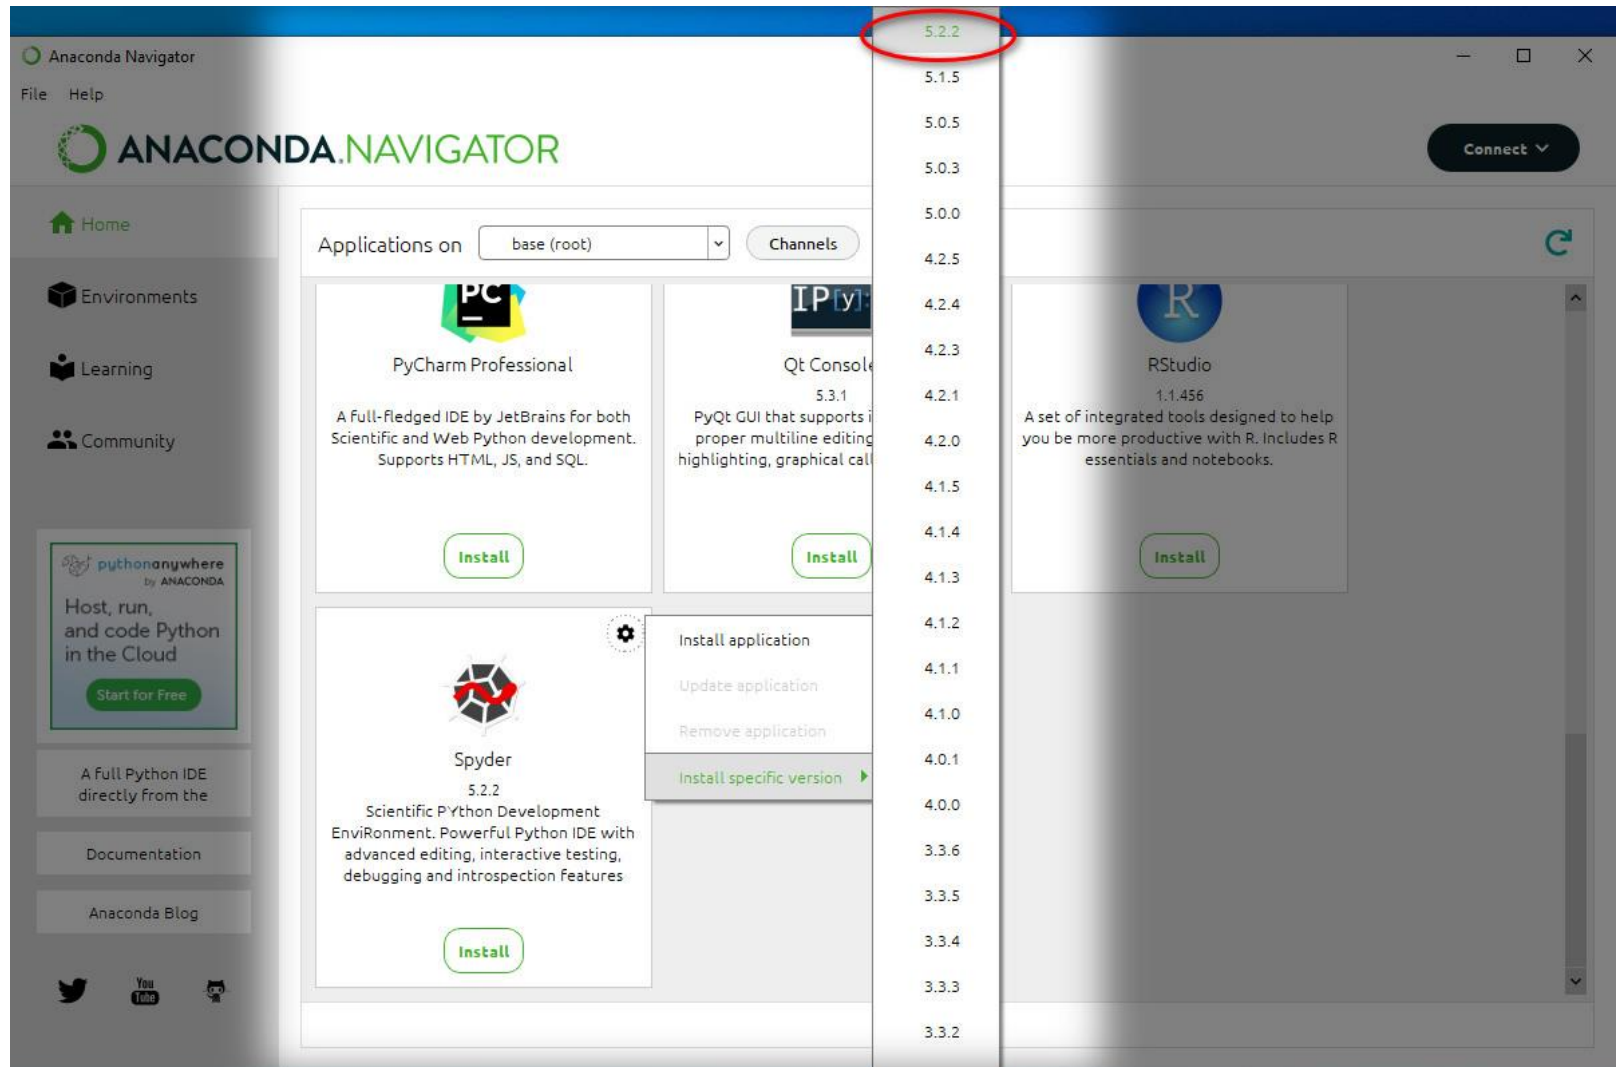 Anaconda Navigator
File Help
ANACONDA.NAVIGATOR
Connect
Home
Environments
Learning
Community
pythonanywhere
by ANACONDA
Host, run,
and code Python
in the Cloud
Start for Free
A full Python IDE
directly from the
Documentation
Anaconda Blog
You
Tube
Applications on base (root) Channels
PC
PyCharm Professional
A full-fledged IDE by JetBrains for both
Scientific and Web Python development.
Supports HTML, JS, and SQL.
Install
IP[y]:
Qt Console
5.3.1
PyQt GUI that supports i
proper multiline editing
highlighting, graphical call
Install
R
RStudio
1.1.456
A set of integrated tools designed to help
you be more productive with R. Includes R
essentials and notebooks.
Install
Spyder
5.2.2
Scientific PYthon Development
EnviRonment. Powerful Python IDE with
advanced editing, interactive testing,
debugging and introspection features
Install
Install application
Update application
Remove application
Install specific version
5.2.2
5.1.5
5.0.5
5.0.3
5.0.0
4.2.5
4.2.4
4.2.3
4.2.1
4.2.0
4.1.5
4.1.4
4.1.3
4.1.2
4.1.1
4.1.0
4.0.1
4.0.0
3.3.6
3.3.5
3.3.4
3.3.3
3.3.2